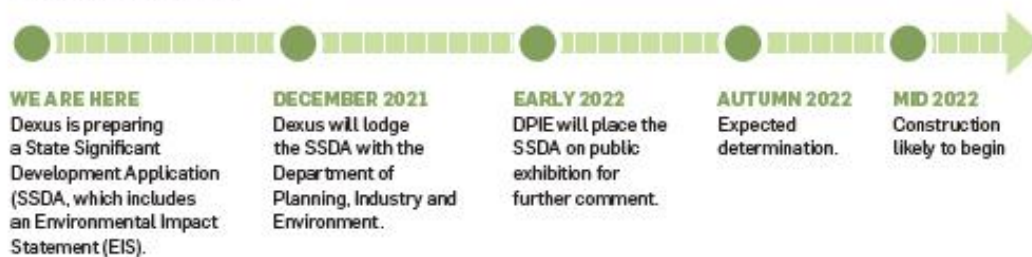 WE ARE HERE
Dexus is preparing
a State Significant
Development Application
(SSDA, which includes
an Environmental Impact
Statement (EIS).
DECEMBER 2021
Dexus will lodge
the SSDA with the
Department of
Planning, Industry and
Environment.
EARLY 2022
DPIE will place the
SSDA on public
exhibition for
further comment.
AUTUMN 2022
Expected
determination.
MID 2022
Construction
likely to begin